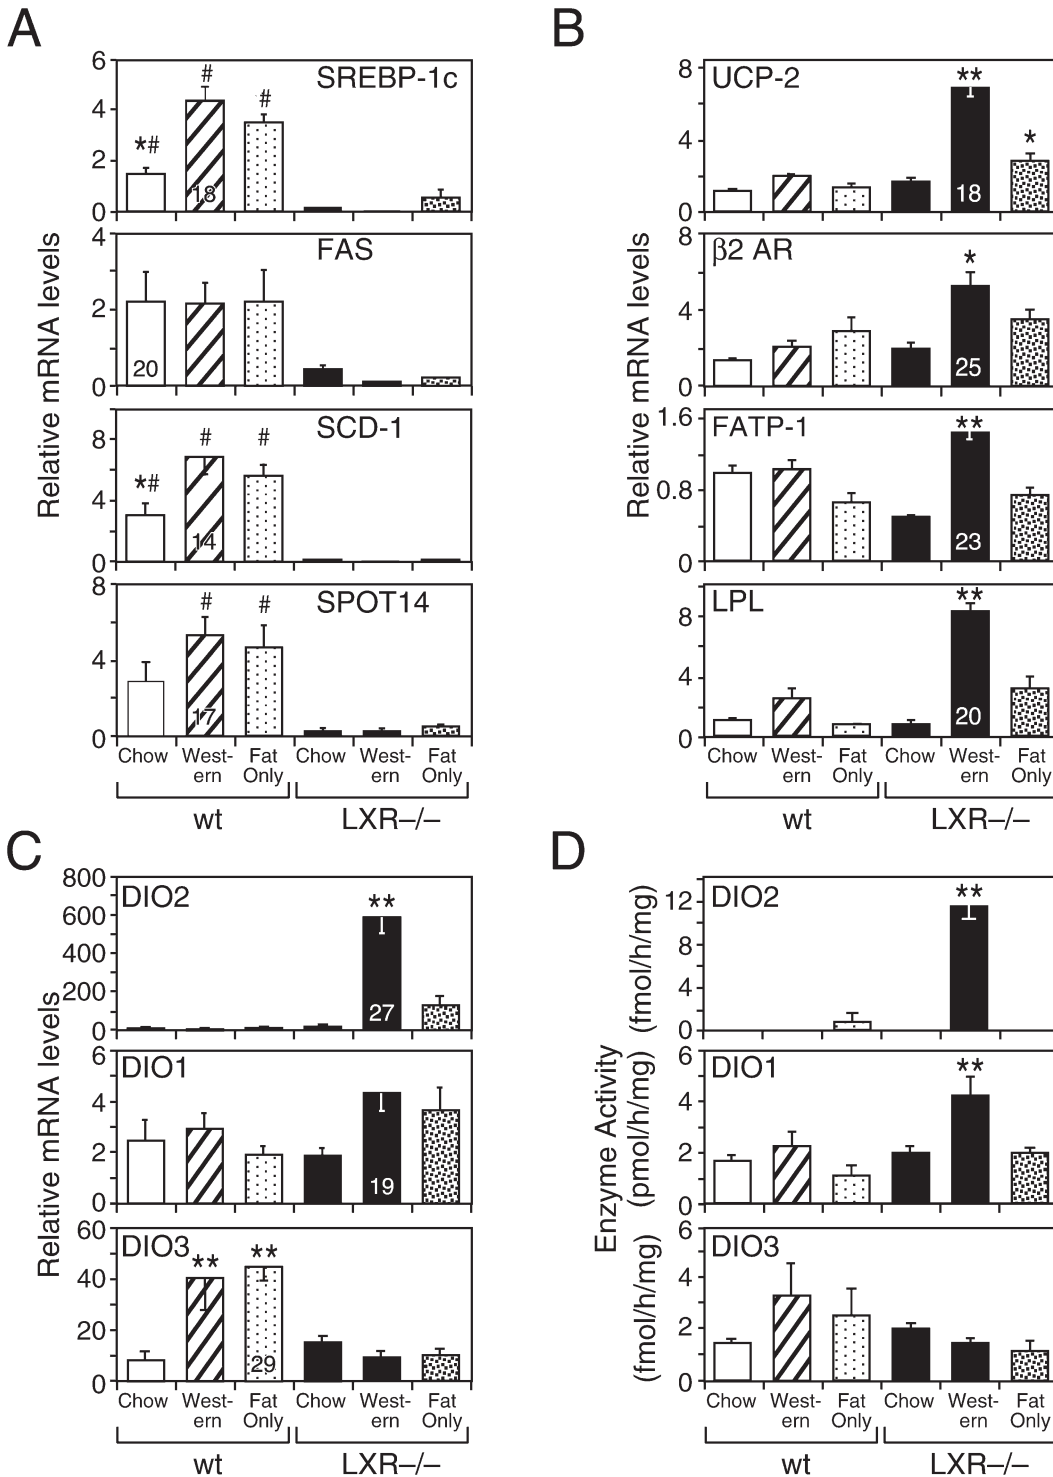 A
Relative mRNA levels
6
4
2
0
SREBP-1c
*#
#
#
18
4
2
0
FAS
20
8
4
0
SCD-1
*#
#
#
14
8
4
0
SPOT14
#
#
17
Chow West-ern Fat Only Chow West-ern Fat Only
wt LXR–/–
B
Relative mRNA levels
8
4
0
UCP-2
**
*
18
8
4
0
β2 AR
*
25
1.6
0.8
0
FATP-1
**
23
8
4
0
LPL
**
20
Chow West-ern Fat Only Chow West-ern Fat Only
wt LXR–/–
C
Relative mRNA levels
800
600
400
200
0
DIO2
**
27
6
4
2
0
DIO1
19
60
40
20
0
DIO3
**
**
29
Chow West-ern Fat Only Chow West-ern Fat Only
wt LXR–/–
D
Enzyme Activity
(fmol/h/mg)
12
8
4
0
DIO2
**
(pmol/h/mg)
6
4
2
0
DIO1
**
(fmol/h/mg)
6
4
2
0
DIO3
Chow West-ern Fat Only Chow West-ern Fat Only
wt LXR–/–